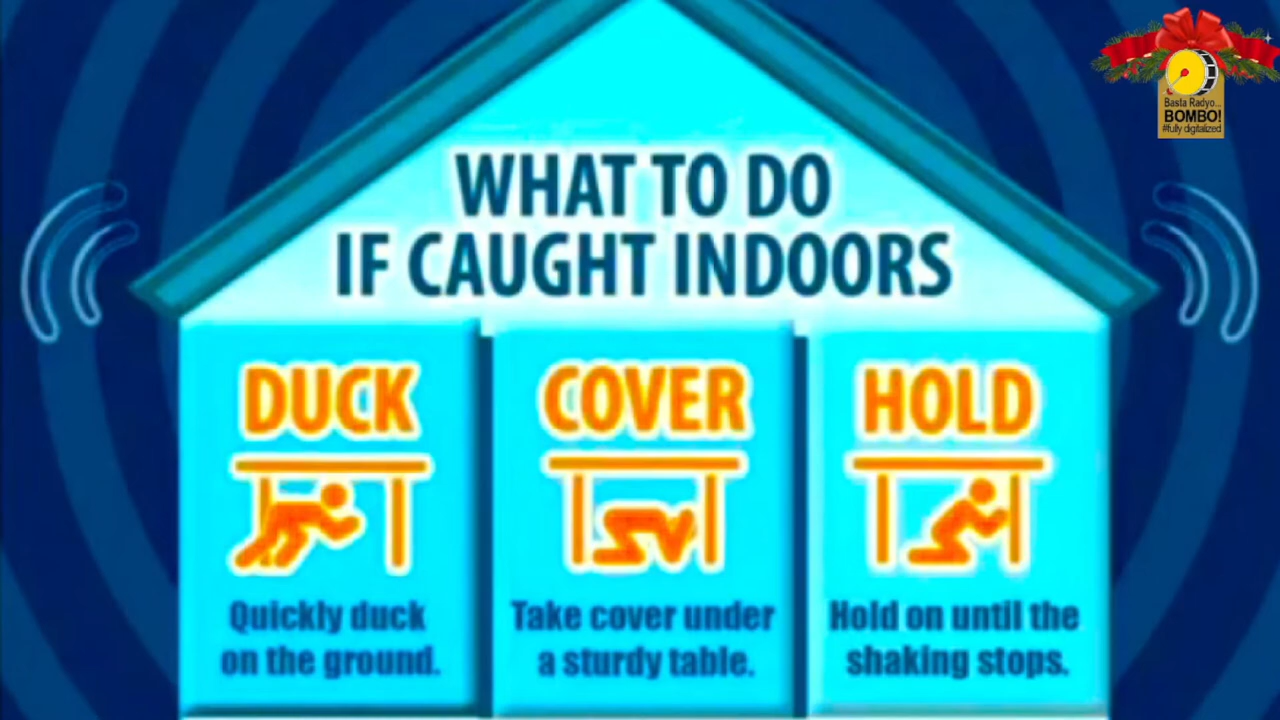 Basta Radyo...
BOMBO!
#fully digitalized
WHAT TO DO
IF CAUGHT INDOORS
DUCK
Quickly duck
on the ground.
COVER
Take cover under
a sturdy table.
HOLD
Hold on until the
shaking stops.